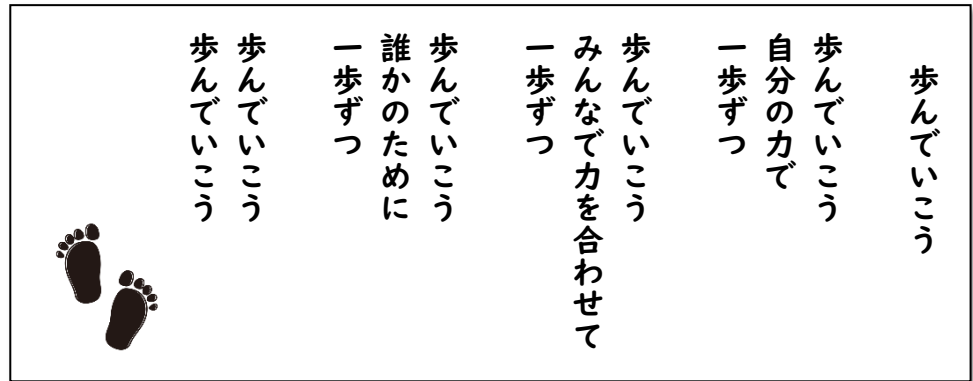 歩んでいこう
歩んでいこう
自分の力で
一歩ずつ
歩んでいこう
みんなで力を合わせて
一歩ずつ
歩んでいこう
誰かのために
一歩ずつ
歩んでいこう
歩んでいこう